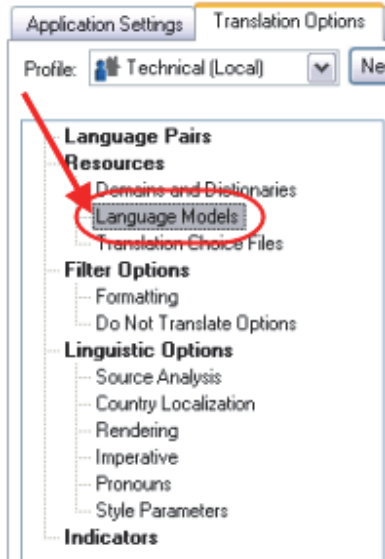 Application Settings Translation Options
Profile: Technical (Local) Ne
Language Pairs
Resources
Domains and Dictionaries
Language Models
Translation Choice Files
Filter Options
Formatting
Do Not Translate Options
Linguistic Options
Source Analysis
Country Localization
Rendering
Imperative
Pronouns
Style Parameters
Indicators